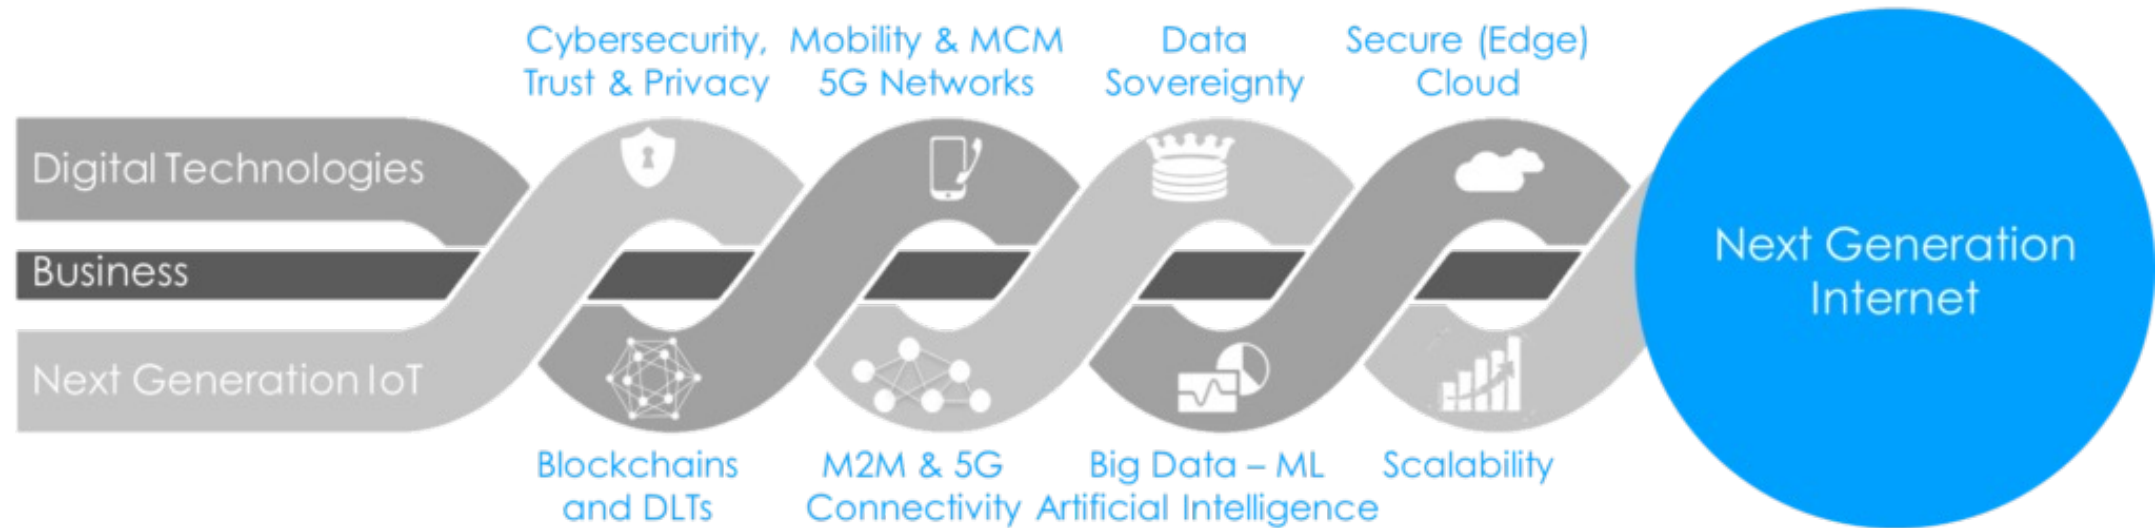 Cybersecurity,
Trust & Privacy
Mobility & MCM
5G Networks
Data
Sovereignty
Secure (Edge)
Cloud
Digital Technologies
Business
Next Generation IoT
Next Generation
Internet
Blockchains
and DLTs
M2M & 5G
Connectivity
Big Data – ML
Artificial Intelligence
Scalability